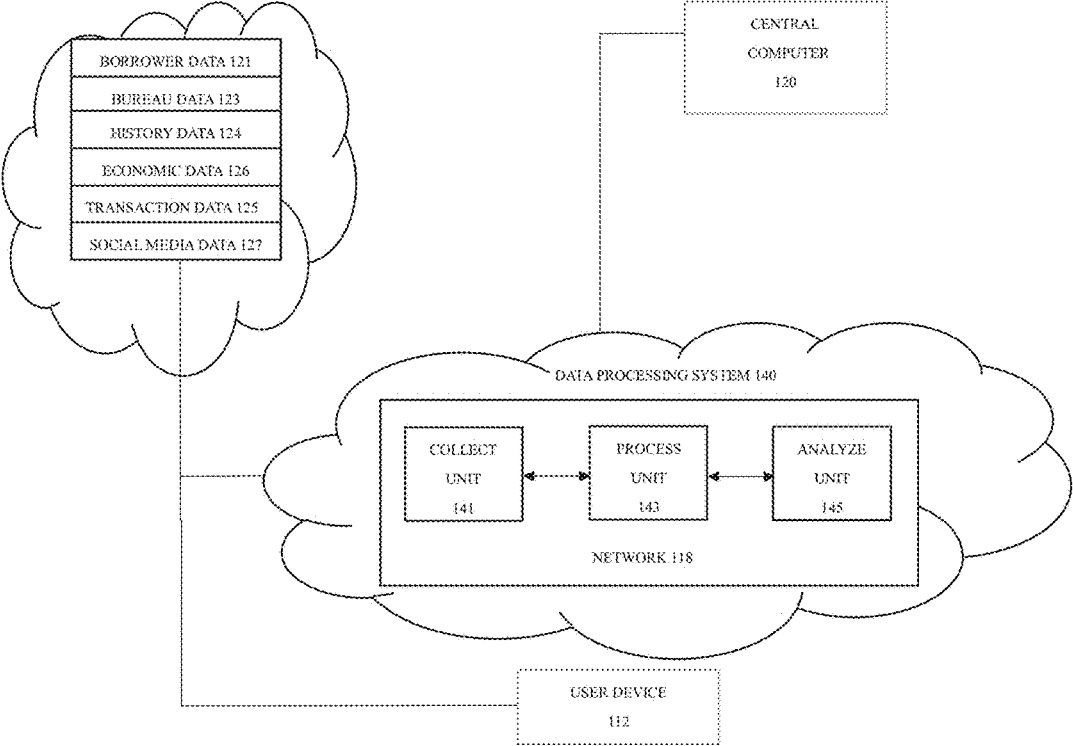 BORROWER DATA 121
BUREAU DATA 123
HISTORY DATA 124
ECONOMIC DATA 126
TRANSACTION DATA 125
SOCIAL MEDIA DATA 127
CENTRAL
COMPUTER
120
DATA PROCESSING SYSTEM 140
COLLECT
UNIT
141
PROCESS
UNIT
143
ANALYZE
UNIT
145
NETWORK 118
USER DEVICE
112